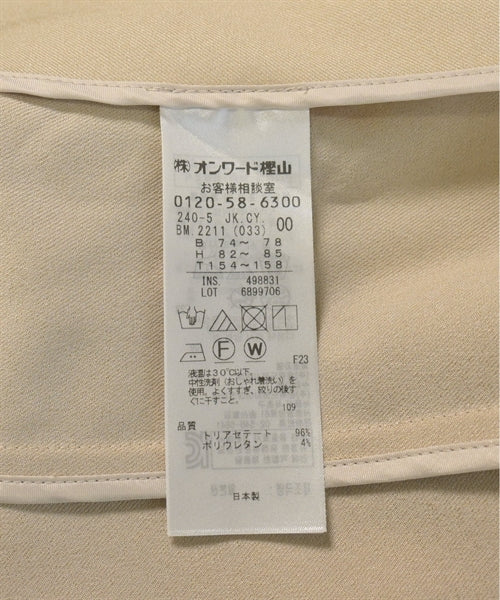 (株)オンワード樫山
お客様相談室
0120-58-6300
240-5 JK.CY.
BM.2211 (033) 00
B 74～ 78
H 82～ 85
T 154～158
INS. 498831
LOT 6899706
F W
F23
液温は30℃以下。
中性洗剤(おしゃれ着洗い)を
使用。よくすすぎ、絞りの後す
ぐに干すこと。
109
品質
トリアセテート 96%
ポリウレタン 4%
日本製